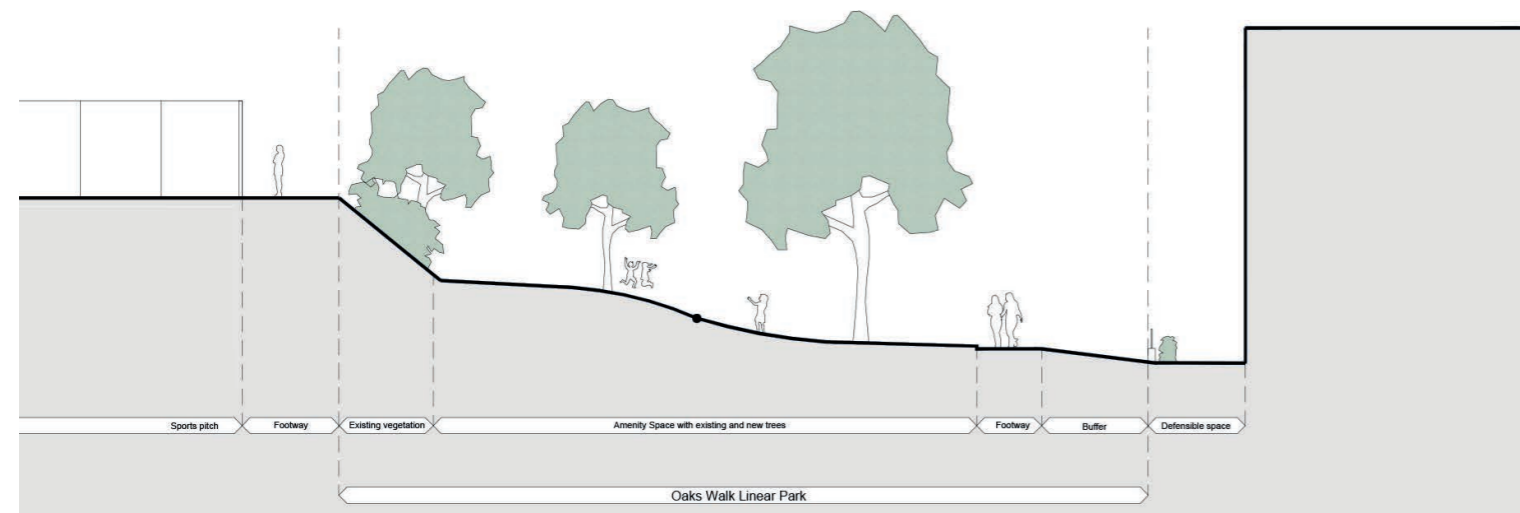 Sports pitch
Footway
Existing vegetation
Amenity Space with existing and new trees
Footway
Buffer
Defensible space
Oaks Walk Linear Park